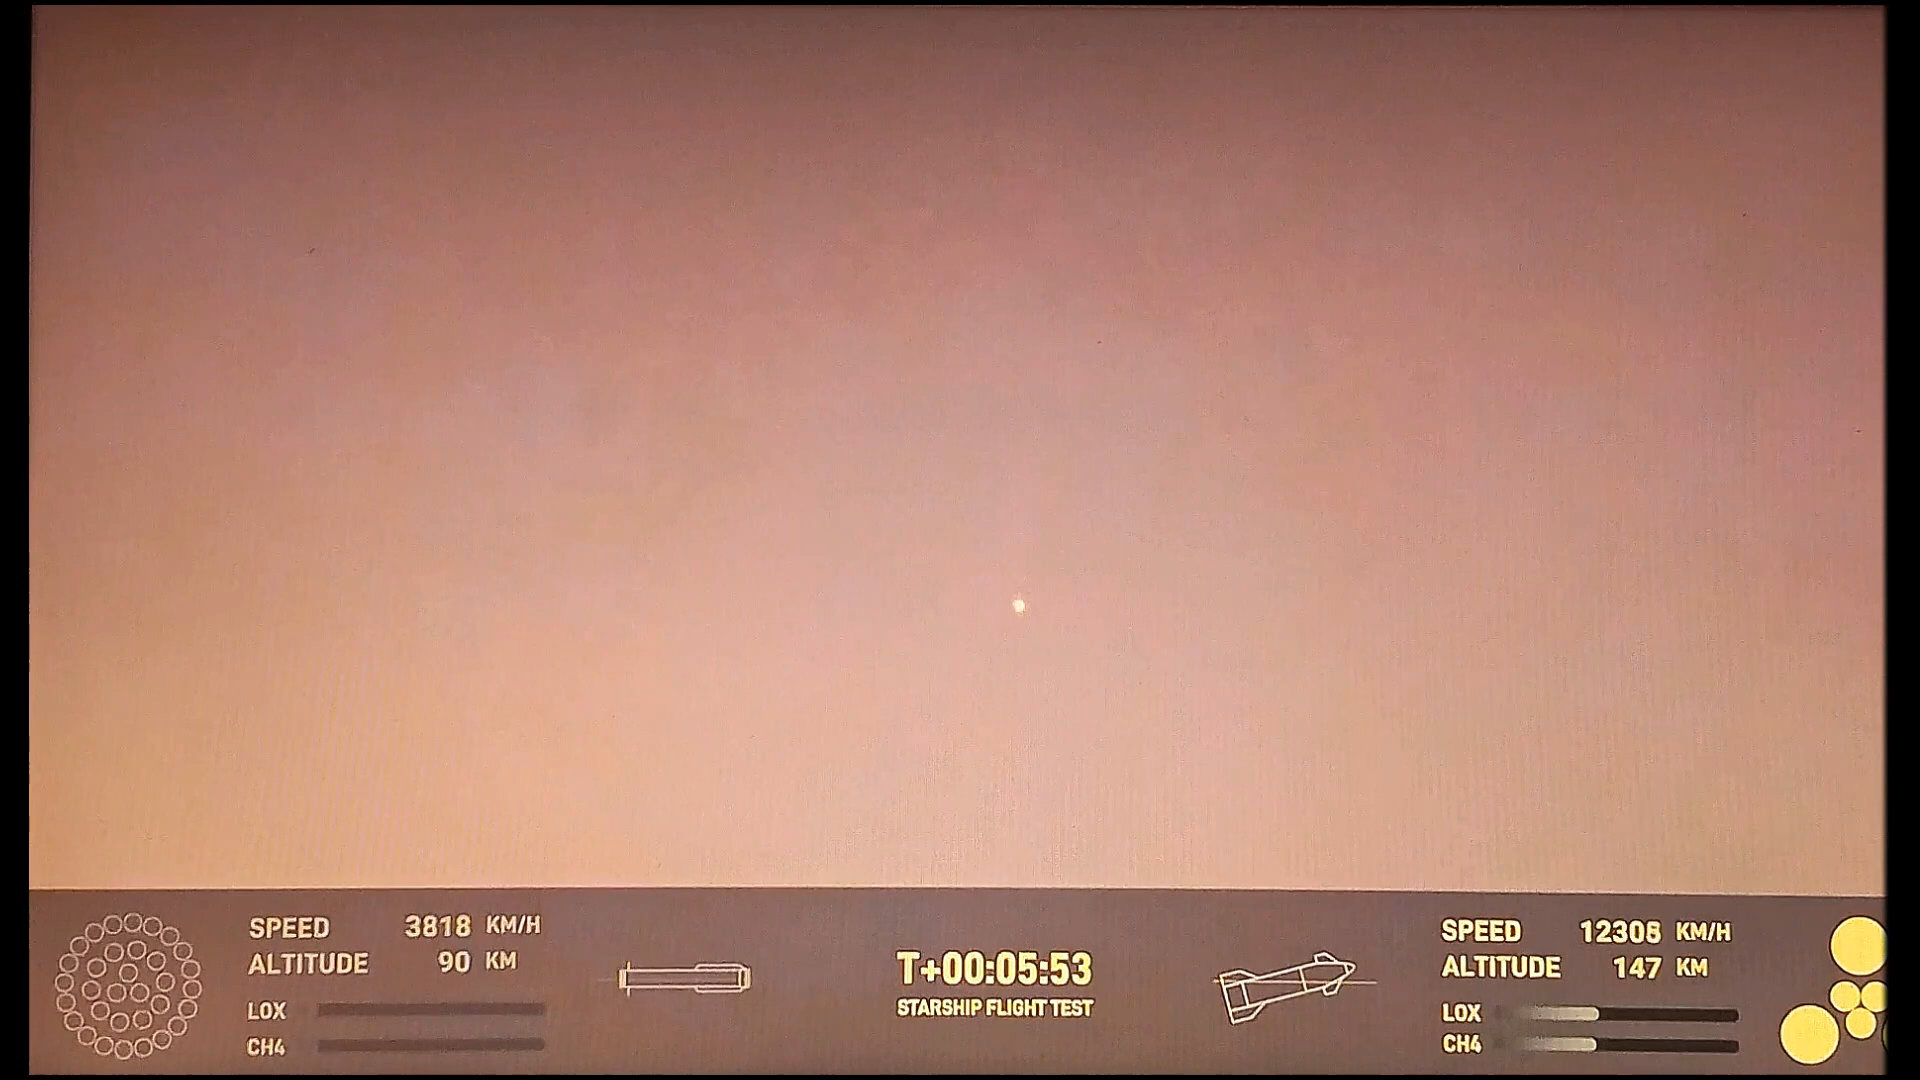 SPEED 3818 KM/H
ALTITUDE 90 KM
LOX
CH4
T+00:05:53
STARSHIP FLIGHT TEST
SPEED 12308 KM/H
ALTITUDE 147 KM
LOX
CH4